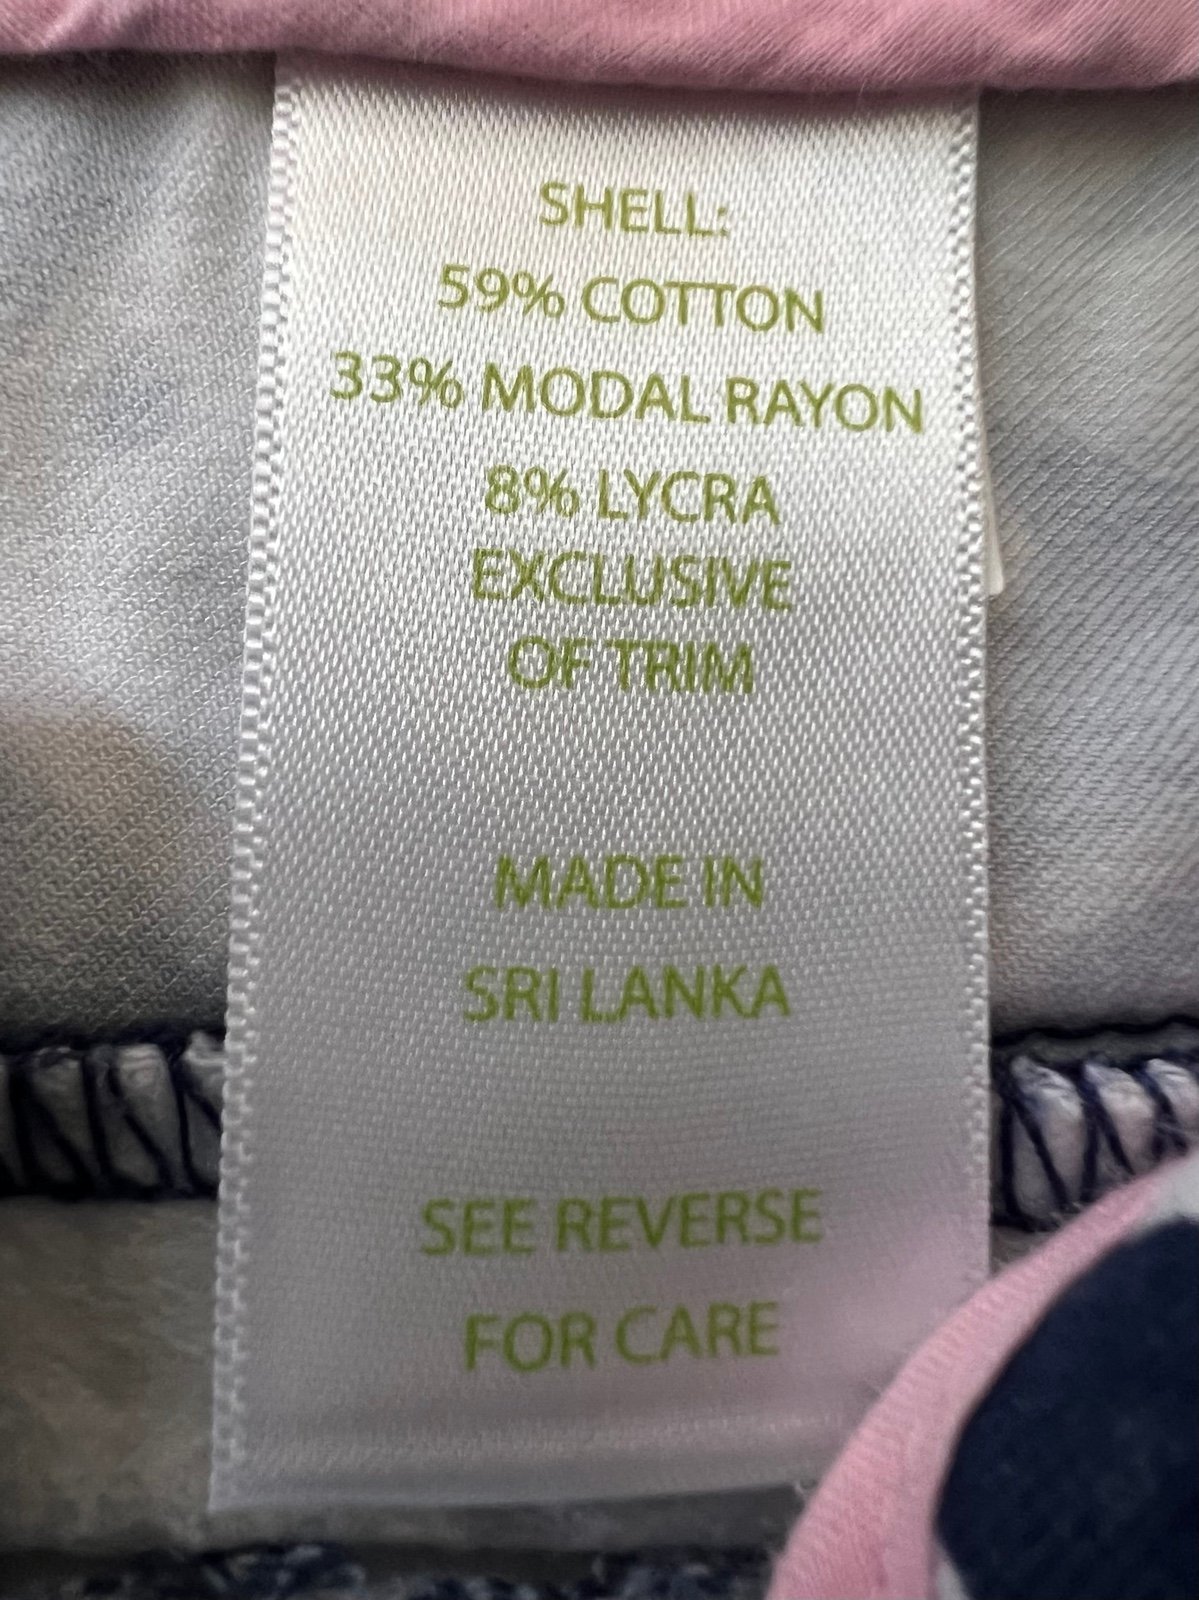 SHELL:
59% COTTON
33% MODAL RAYON
8% LYCRA
EXCLUSIVE
OF TRIM
MADE IN
SRI LANKA
SEE REVERSE
FOR CARE